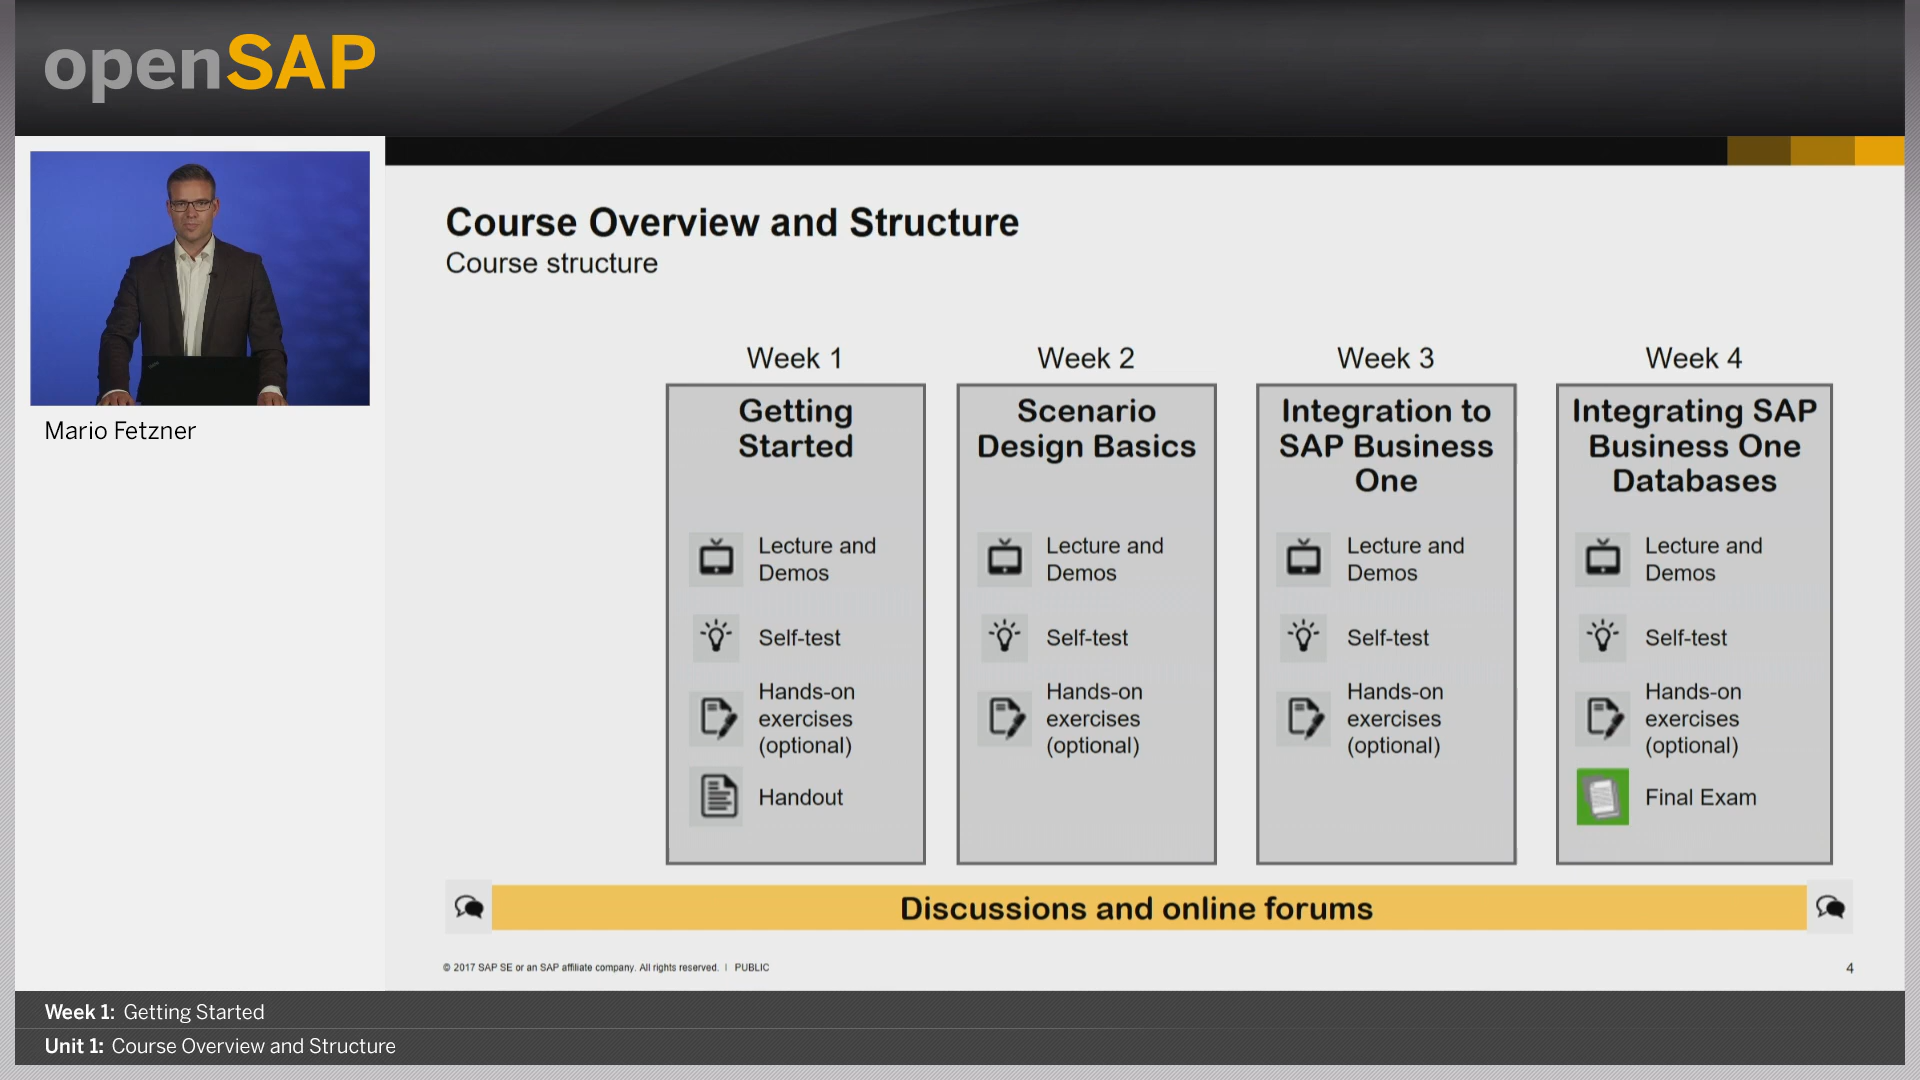 openSAP
Mario Fetzner
Course Overview and Structure
Course structure
Week 1
Getting
Started
Lecture and
Demos
Self-test
Hands-on
exercises
(optional)
Handout
Week 2
Scenario
Design Basics
Lecture and
Demos
Self-test
Hands-on
exercises
(optional)
Week 3
Integration to
SAP Business
One
Lecture and
Demos
Self-test
Hands-on
exercises
(optional)
Week 4
Integrating SAP
Business One
Databases
Lecture and
Demos
Self-test
Hands-on
exercises
(optional)
Final Exam
Discussions and online forums
© 2017 SAP SE or an SAP affiliate company. All rights reserved. | PUBLIC
4
Week 1: Getting Started
Unit 1: Course Overview and Structure